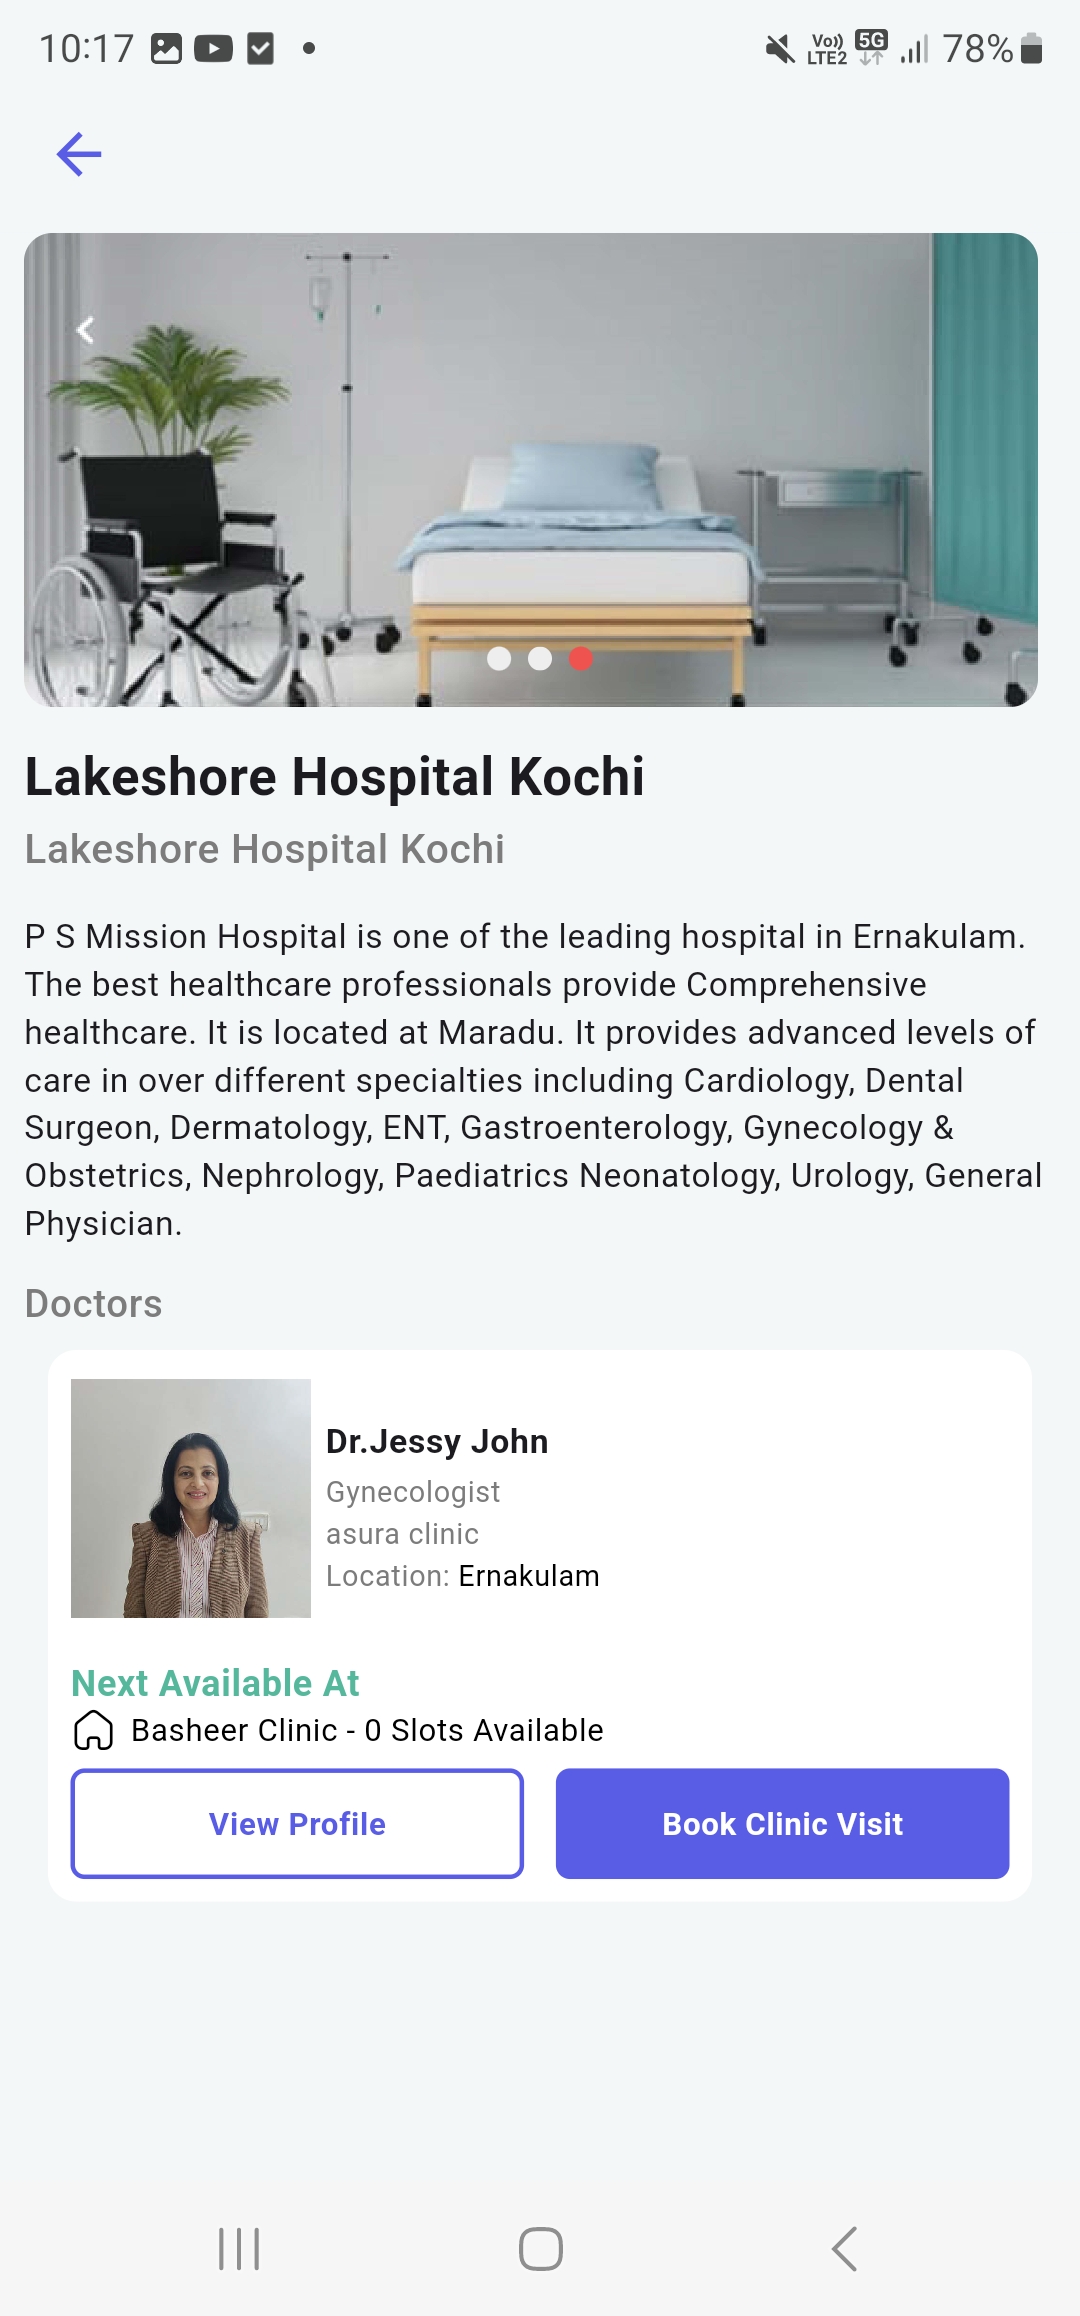 10:17
Vo)) LTE2 5G 78%
Lakeshore Hospital Kochi
Lakeshore Hospital Kochi
P S Mission Hospital is one of the leading hospital in Ernakulam.
The best healthcare professionals provide Comprehensive
healthcare. It is located at Maradu. It provides advanced levels of
care in over different specialties including Cardiology, Dental
Surgeon, Dermatology, ENT, Gastroenterology, Gynecology &
Obstetrics, Nephrology, Paediatrics Neonatology, Urology, General
Physician.
Doctors
Dr.Jessy John
Gynecologist
asura clinic
Location: Ernakulam
Next Available At
Basheer Clinic - 0 Slots Available
View Profile
Book Clinic Visit